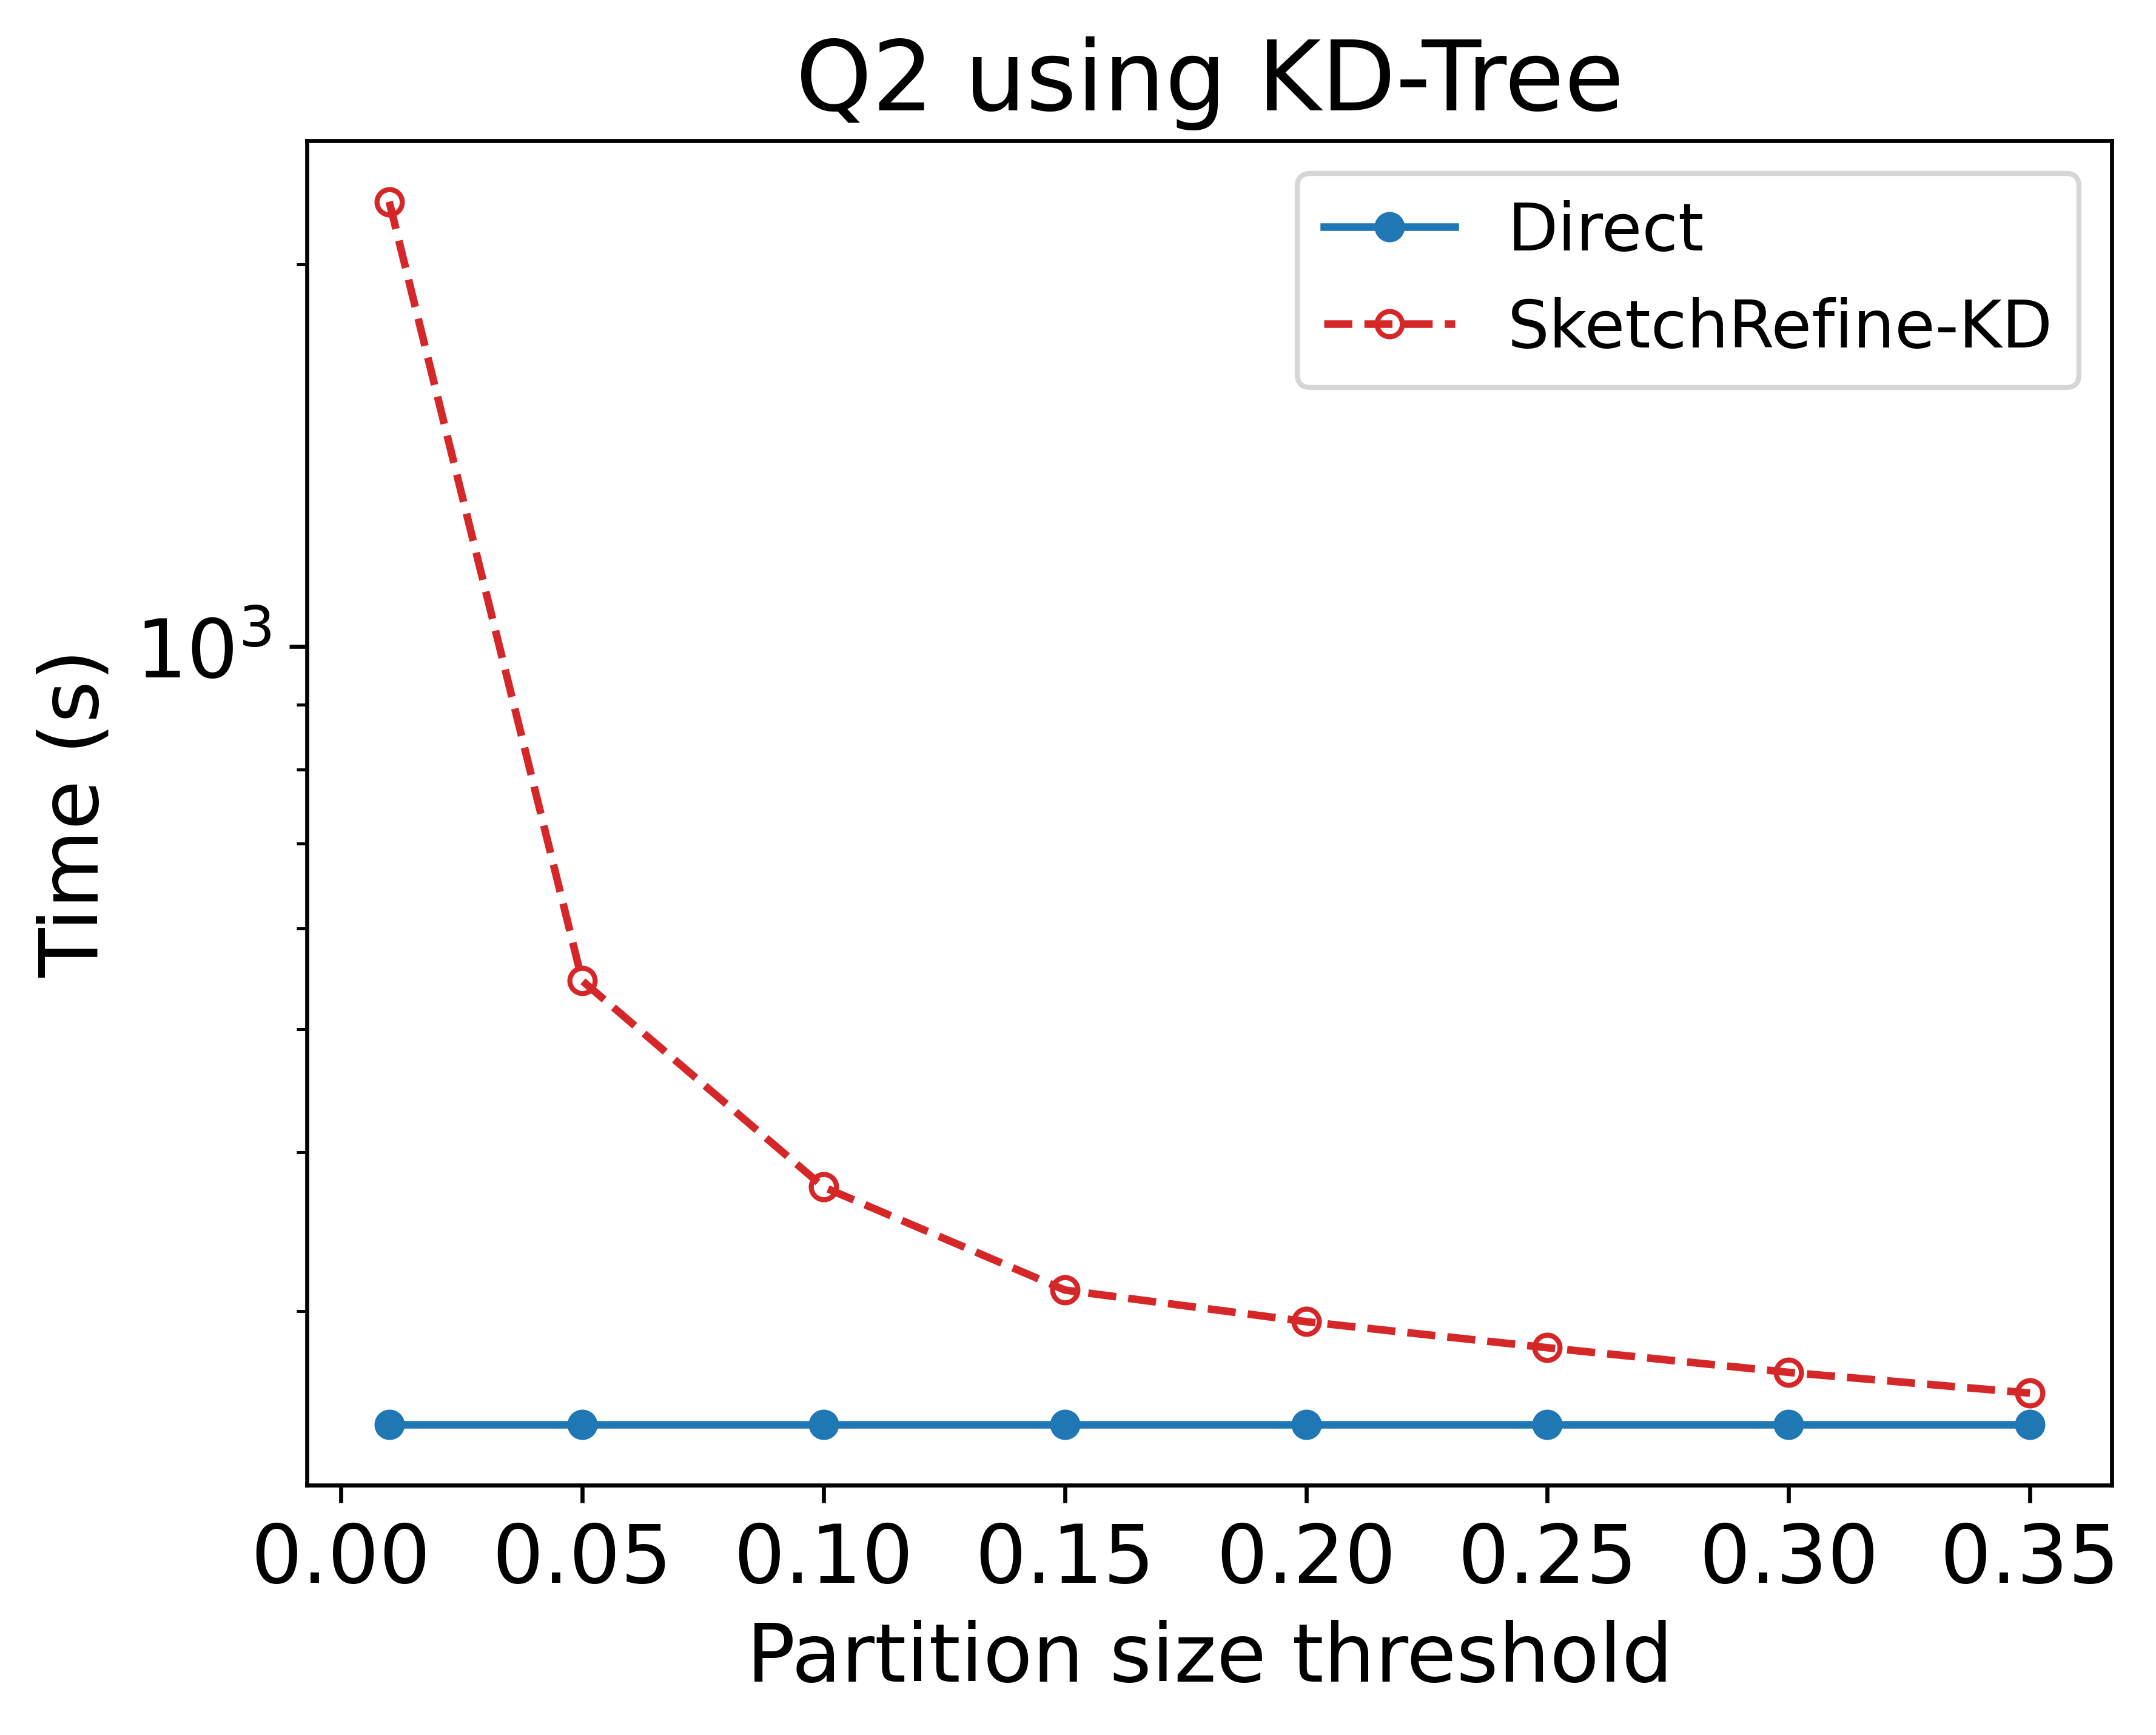 Q2 using KD-Tree
Direct
SketchRefine-KD
10³
Time (s)
0.00 0.05 0.10 0.15 0.20 0.25 0.30 0.35
Partition size threshold